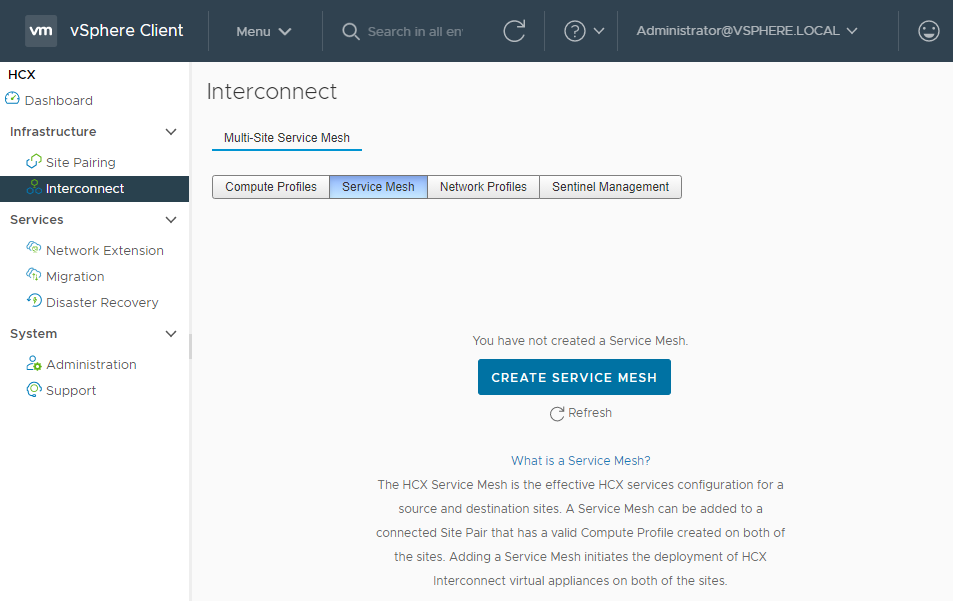 vm vSphere Client Menu Search in all en Administrator@VSPHERE.LOCAL
HCX
Dashboard
Infrastructure
Site Pairing
Interconnect
Services
Network Extension
Migration
Disaster Recovery
System
Administration
Support
Interconnect
Multi-Site Service Mesh
Compute Profiles Service Mesh Network Profiles Sentinel Management
You have not created a Service Mesh.
CREATE SERVICE MESH
Refresh
What is a Service Mesh?
The HCX Service Mesh is the effective HCX services configuration for a
source and destination sites. A Service Mesh can be added to a
connected Site Pair that has a valid Compute Profile created on both of
the sites. Adding a Service Mesh initiates the deployment of HCX
Interconnect virtual appliances on both of the sites.